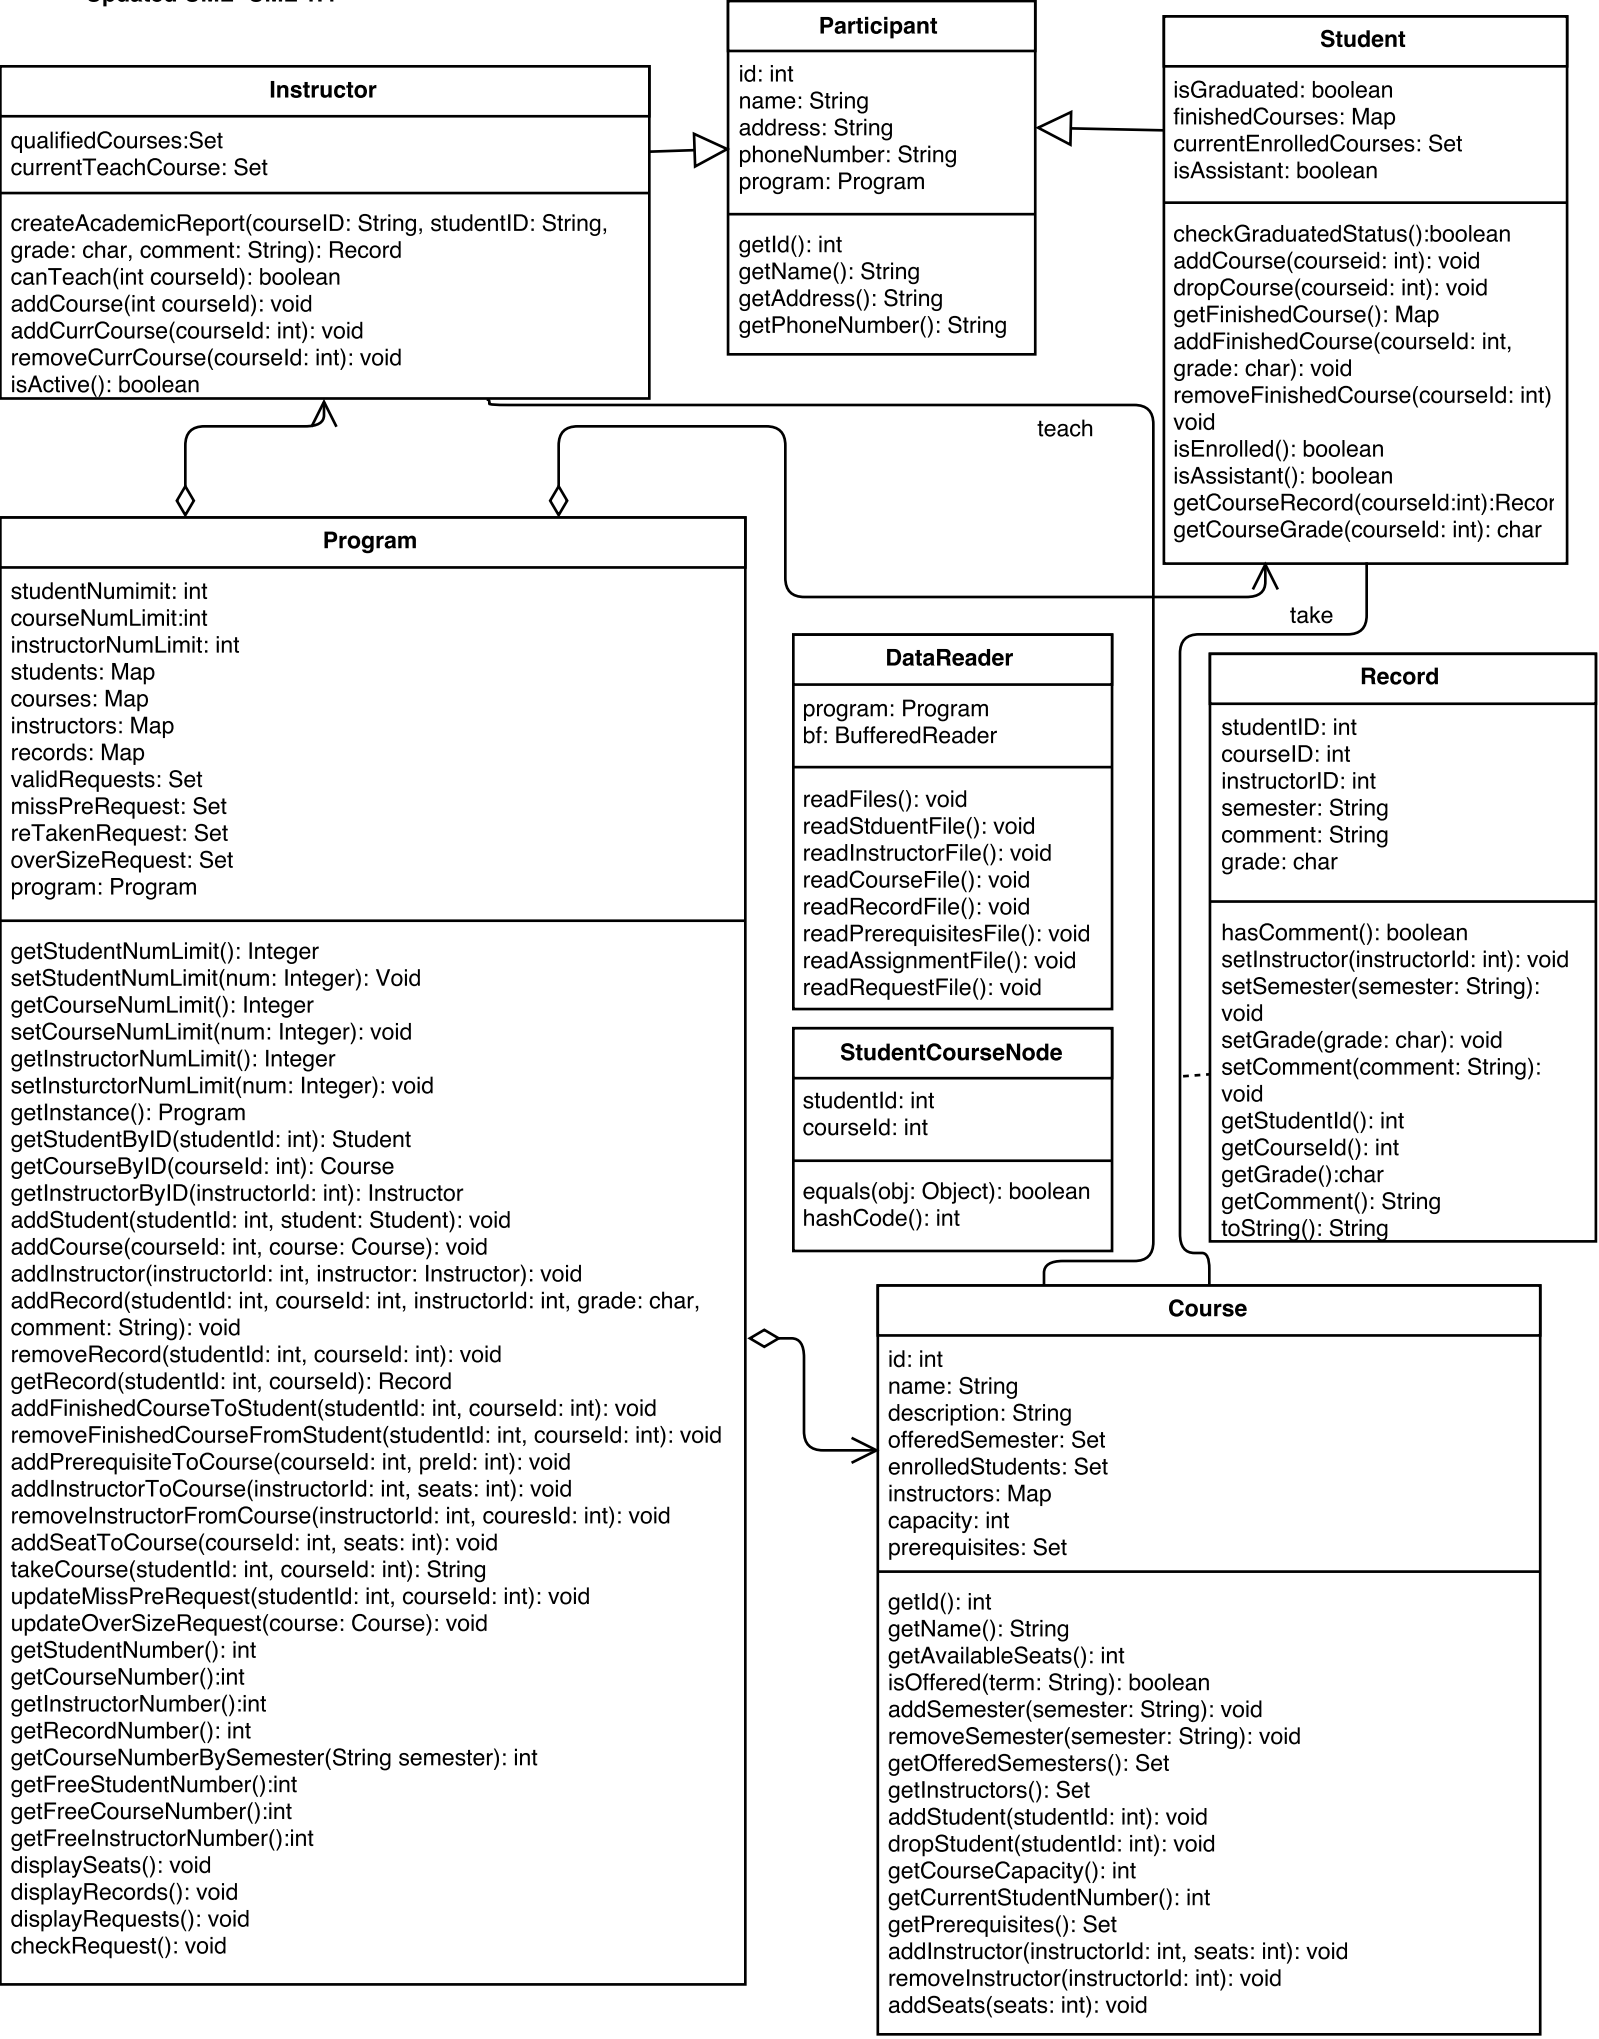 Participant
id: int
name: String
address: String
phoneNumber: String
program: Program
getId(): int
getName(): String
getAddress(): String
getPhoneNumber(): String
Student
isGraduated: boolean
finishedCourses: Map
currentEnrolledCourses: Set
isAssistant: boolean
checkGraduatedStatus():boolean
addCourse(courseid: int): void
dropCourse(courseid: int): void
getFinishedCourse(): Map
addFinishedCourse(courseId: int,
grade: char): void
removeFinishedCourse(courseId: int)
void
isEnrolled(): boolean
isAssistant(): boolean
getCourseRecord(courseId:int):Recor
getCourseGrade(courseId: int): char
Instructor
qualifiedCourses:Set
currentTeachCourse: Set
createAcademicReport(courseID: String, studentID: String,
grade: char, comment: String): Record
canTeach(int courseId): boolean
addCourse(int courseId): void
addCurrCourse(courseId: int): void
removeCurrCourse(courseId: int): void
isActive(): boolean
teach
take
Program
studentNumimit: int
courseNumLimit:int
instructorNumLimit: int
students: Map
courses: Map
instructors: Map
records: Map
validRequests: Set
missPreRequest: Set
reTakenRequest: Set
overSizeRequest: Set
program: Program
getStudentNumLimit(): Integer
setStudentNumLimit(num: Integer): Void
getCourseNumLimit(): Integer
setCourseNumLimit(num: Integer): void
getInstructorNumLimit(): Integer
setInsturctorNumLimit(num: Integer): void
getInstance(): Program
getStudentByID(studentId: int): Student
getCourseByID(courseId: int): Course
getInstructorByID(instructorId: int): Instructor
addStudent(studentId: int, student: Student): void
addCourse(courseId: int, course: Course): void
addInstructor(instructorId: int, instructor: Instructor): void
addRecord(studentId: int, courseId: int, instructorId: int, grade: char,
comment: String): void
removeRecord(studentId: int, courseId: int): void
getRecord(studentId: int, courseId): Record
addFinishedCourseToStudent(studentId: int, courseId: int): void
removeFinishedCourseFromStudent(studentId: int, courseId: int): void
addPrerequisiteToCourse(courseId: int, preId: int): void
addInstructorToCourse(instructorId: int, seats: int): void
removeInstructorFromCourse(instructorId: int, couresId: int): void
addSeatToCourse(courseId: int, seats: int): void
takeCourse(studentId: int, courseId: int): String
updateMissPreRequest(studentId: int, courseId: int): void
updateOverSizeRequest(course: Course): void
getStudentNumber(): int
getCourseNumber():int
getInstructorNumber():int
getRecordNumber(): int
getCourseNumberBySemester(String semester): int
getFreeStudentNumber():int
getFreeCourseNumber():int
getFreeInstructorNumber():int
displaySeats(): void
displayRecords(): void
displayRequests(): void
checkRequest(): void
DataReader
program: Program
bf: BufferedReader
readFiles(): void
readStduentFile(): void
readInstructorFile(): void
readCourseFile(): void
readRecordFile(): void
readPrerequisitesFile(): void
readAssignmentFile(): void
readRequestFile(): void
StudentCourseNode
studentId: int
courseId: int
equals(obj: Object): boolean
hashCode(): int
Record
studentID: int
courseID: int
instructorID: int
semester: String
comment: String
grade: char
hasComment(): boolean
setInstructor(instructorId: int): void
setSemester(semester: String):
void
setGrade(grade: char): void
setComment(comment: String):
void
getStudentId(): int
getCourseId(): int
getGrade():char
getComment(): String
toString(): String
Course
id: int
name: String
description: String
offeredSemester: Set
enrolledStudents: Set
instructors: Map
capacity: int
prerequisites: Set
getId(): int
getName(): String
getAvailableSeats(): int
isOffered(term: String): boolean
addSemester(semester: String): void
removeSemester(semester: String): void
getOfferedSemesters(): Set
getInstructors(): Set
addStudent(studentId: int): void
dropStudent(studentId: int): void
getCourseCapacity(): int
getCurrentStudentNumber(): int
getPrerequisites(): Set
addInstructor(instructorId: int, seats: int): void
removeInstructor(instructorId: int): void
addSeats(seats: int): void